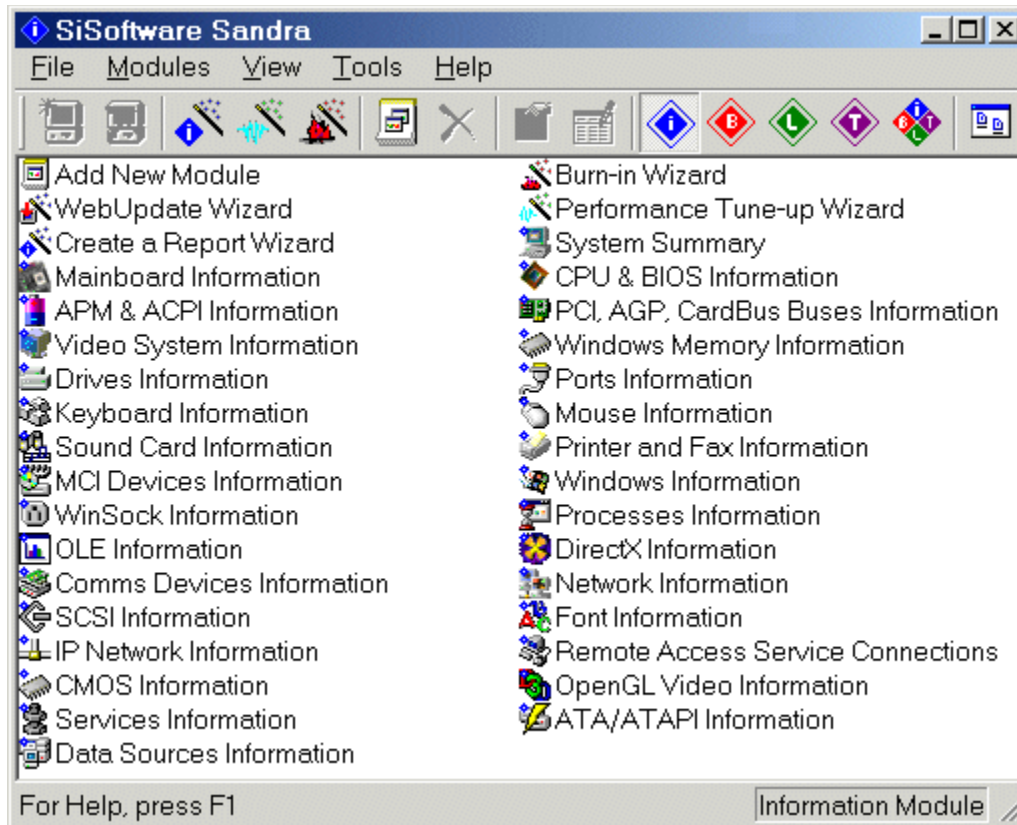 SiSoftware Sandra
File Modules View Tools Help
Add New Module
Burn-in Wizard
WebUpdate Wizard
Performance Tune-up Wizard
Create a Report Wizard
System Summary
Mainboard Information
CPU & BIOS Information
APM & ACPI Information
PCI, AGP, CardBus Buses Information
Video System Information
Windows Memory Information
Drives Information
Ports Information
Keyboard Information
Mouse Information
Sound Card Information
Printer and Fax Information
MCI Devices Information
Windows Information
WinSock Information
Processes Information
OLE Information
DirectX Information
Comms Devices Information
Network Information
SCSI Information
Font Information
IP Network Information
Remote Access Service Connections
CMOS Information
OpenGL Video Information
Services Information
ATA/ATAPI Information
Data Sources Information
For Help, press F1
Information Module